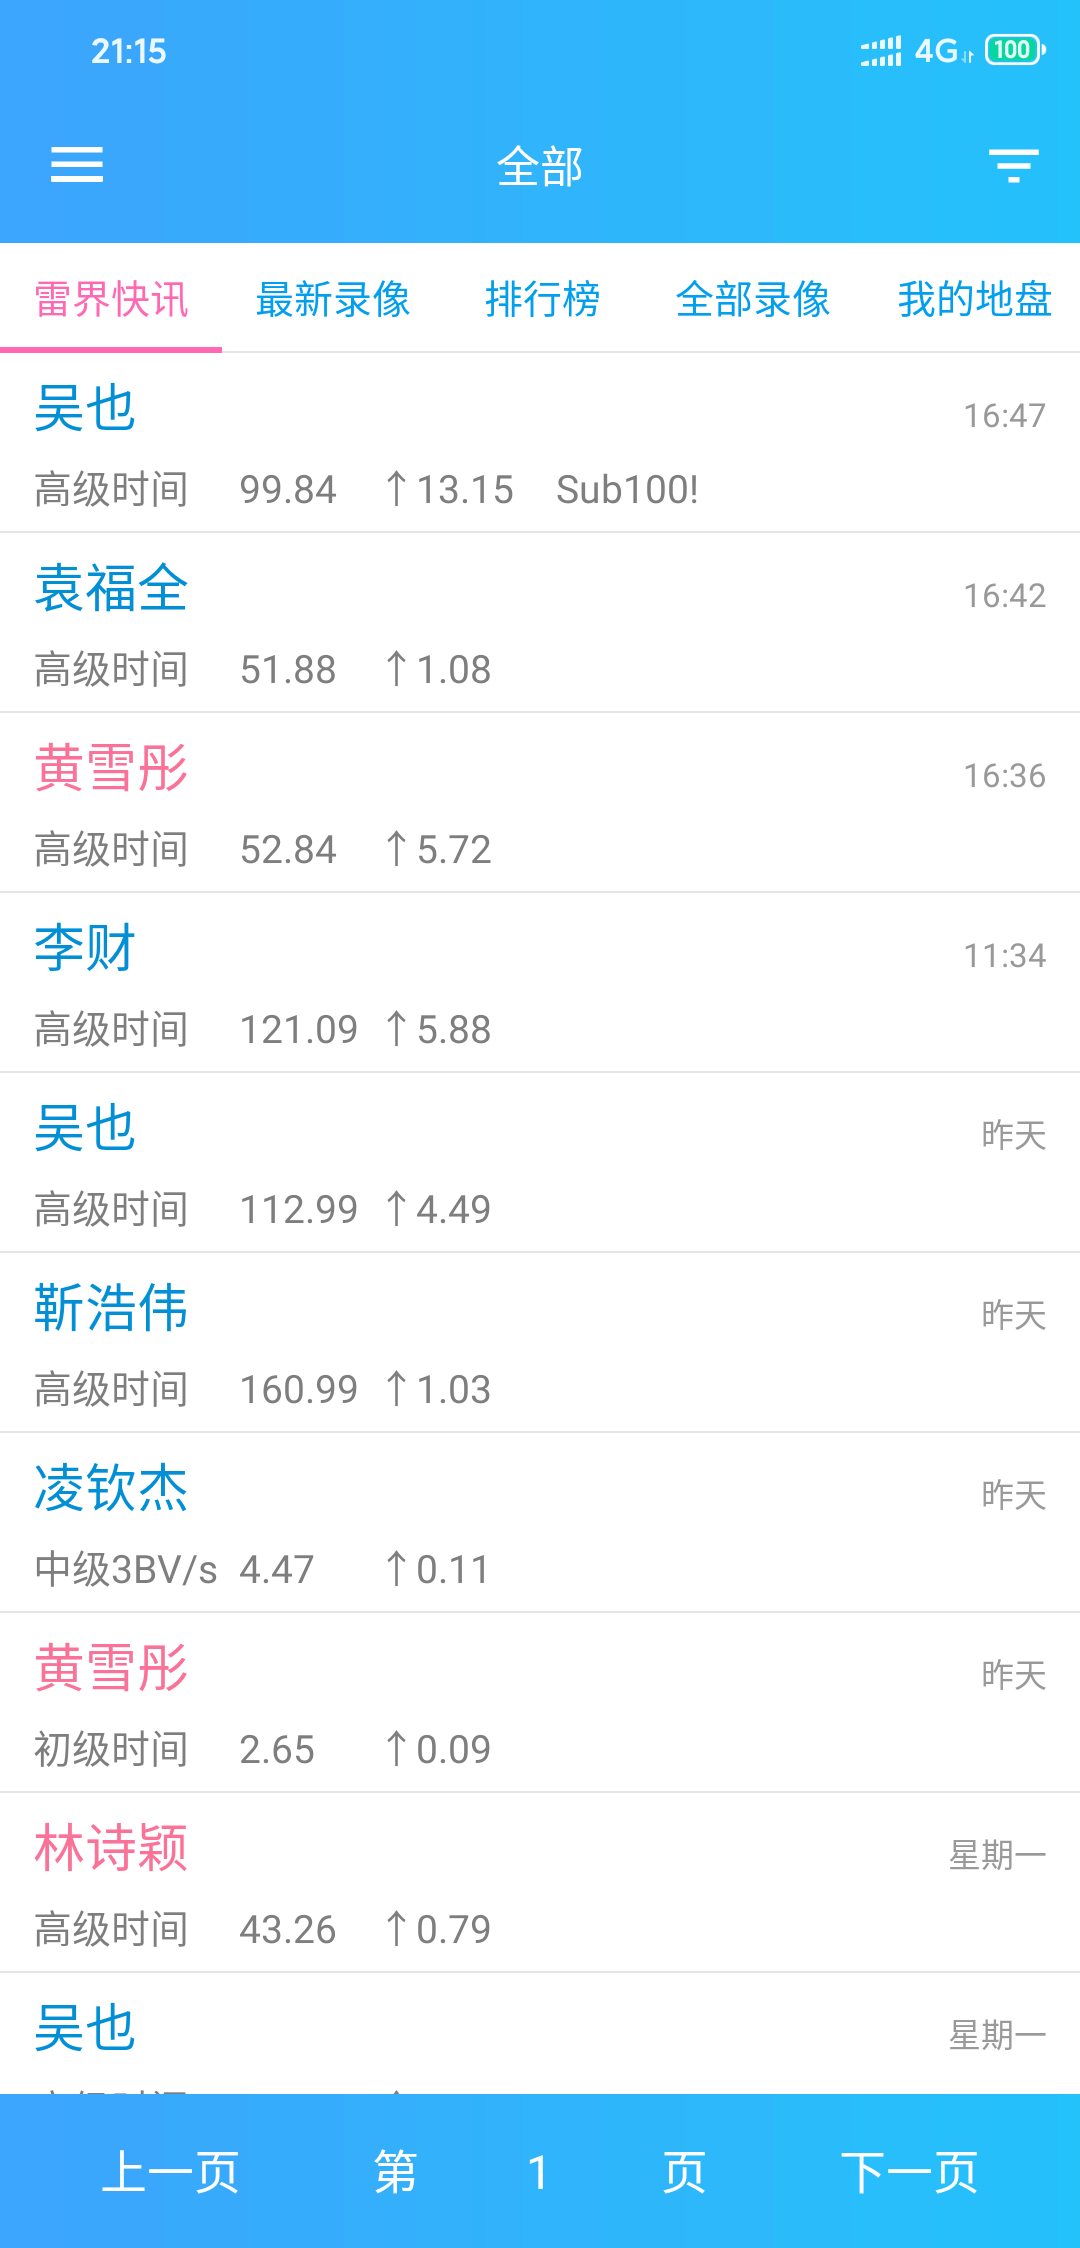 21:15 4G 100
全部
雷界快讯 最新录像 排行榜 全部录像 我的地盘
吴也 16:47
高级时间 99.84 ↑13.15 Sub100!
袁福全 16:42
高级时间 51.88 ↑1.08
黄雪彤 16:36
高级时间 52.84 ↑5.72
李财 11:34
高级时间 121.09 ↑5.88
吴也 昨天
高级时间 112.99 ↑4.49
靳浩伟 昨天
高级时间 160.99 ↑1.03
凌钦杰 昨天
中级3BV/s 4.47 ↑0.11
黄雪彤 昨天
初级时间 2.65 ↑0.09
林诗颖 星期一
高级时间 43.26 ↑0.79
吴也 星期一
上一页 第 1 页 下一页